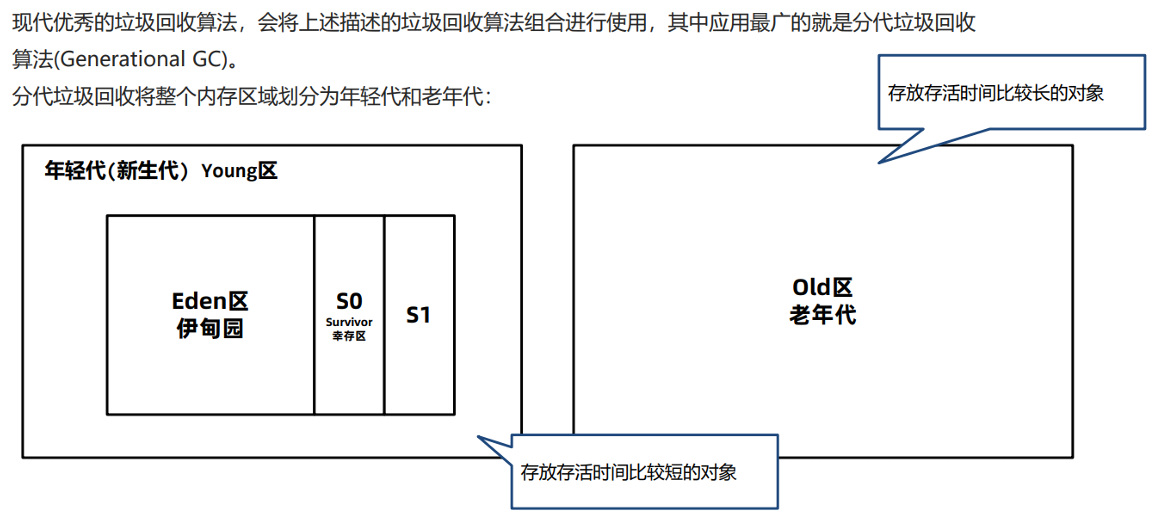 现代优秀的垃圾回收算法，会将上述描述的垃圾回收算法组合进行使用，其中应用最广的就是分代垃圾回收
算法(Generational GC)。
分代垃圾回收将整个内存区域划分为年轻代和老年代：
存放存活时间比较长的对象
年轻代(新生代）Young区
Eden区
伊甸园
S0
Survivor
幸存区
S1
Old区
老年代
存放存活时间比较短的对象